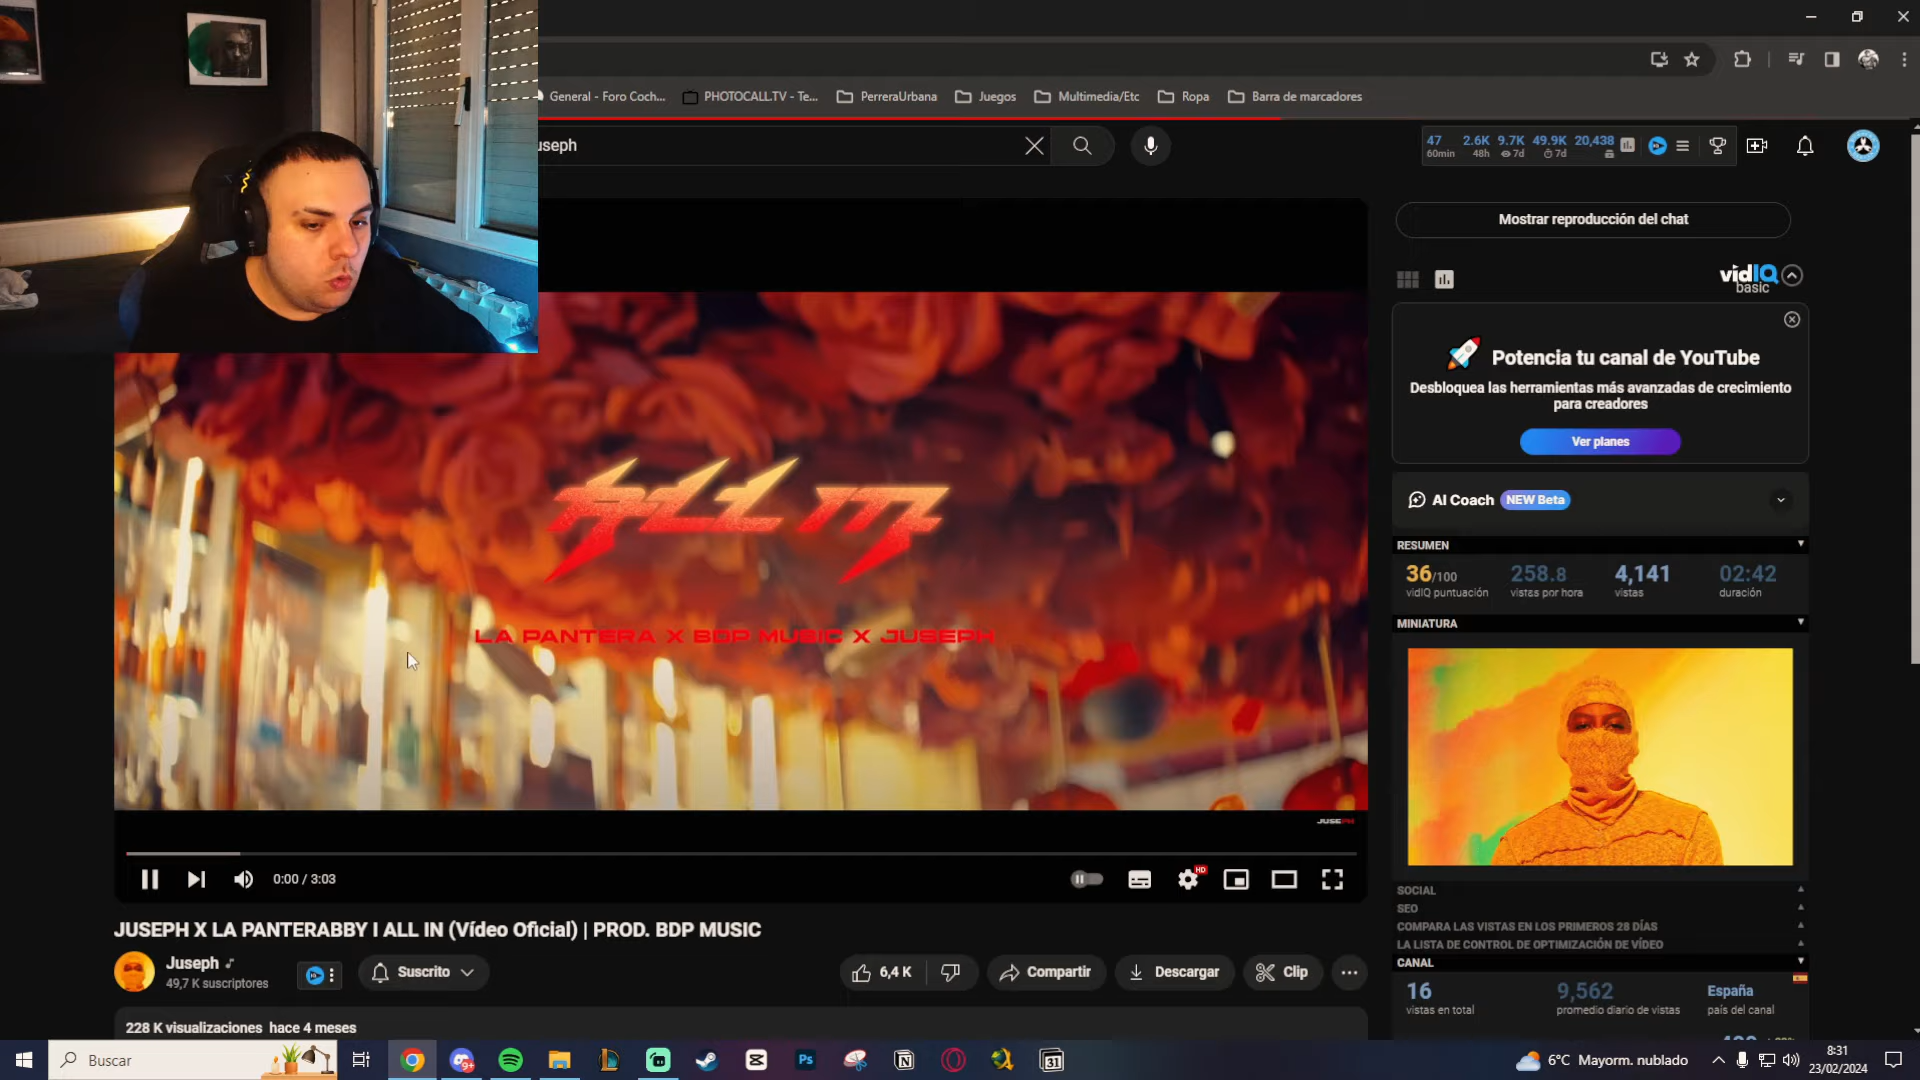 General - Foro Coch...
PHOTOCALL.TV - Te...
PerreraUrbana
Juegos
Multimedia/Etc
Ropa
Barra de marcadores
useph
47
60min
2.6K
48h
9.7K
7d
49.9K
7d
20,438
Mostrar reproducción del chat
vidIQ
basic
Potencia tu canal de YouTube
Desbloquea las herramientas más avanzadas de crecimiento
para creadores
Ver planes
AI Coach NEW Beta
RESUMEN
36/100
vidIQ puntuación
258.8
vistas por hora
4,141
vistas
02:42
duración
MINIATURA
ALL IN
LA PANTERA X BDP MUSIC X JUSEPH
JUSEPH
0:00 / 3:03
HD
JUSEPH X LA PANTERABBY I ALL IN (Vídeo Oficial) | PROD. BDP MUSIC
Juseph
49,7 K suscriptores
Suscrito
6,4 K
Compartir
Descargar
Clip
228 K visualizaciones hace 4 meses
SOCIAL
SEO
COMPARA LAS VISTAS EN LOS PRIMEROS 28 DÍAS
LA LISTA DE CONTROL DE OPTIMIZACIÓN DE VÍDEO
CANAL
16
vistas en total
9,562
promedio diario de vistas
España
país del canal
Buscar
9+
Ps
31
6°C Mayorm. nublado
8:31
23/02/2024